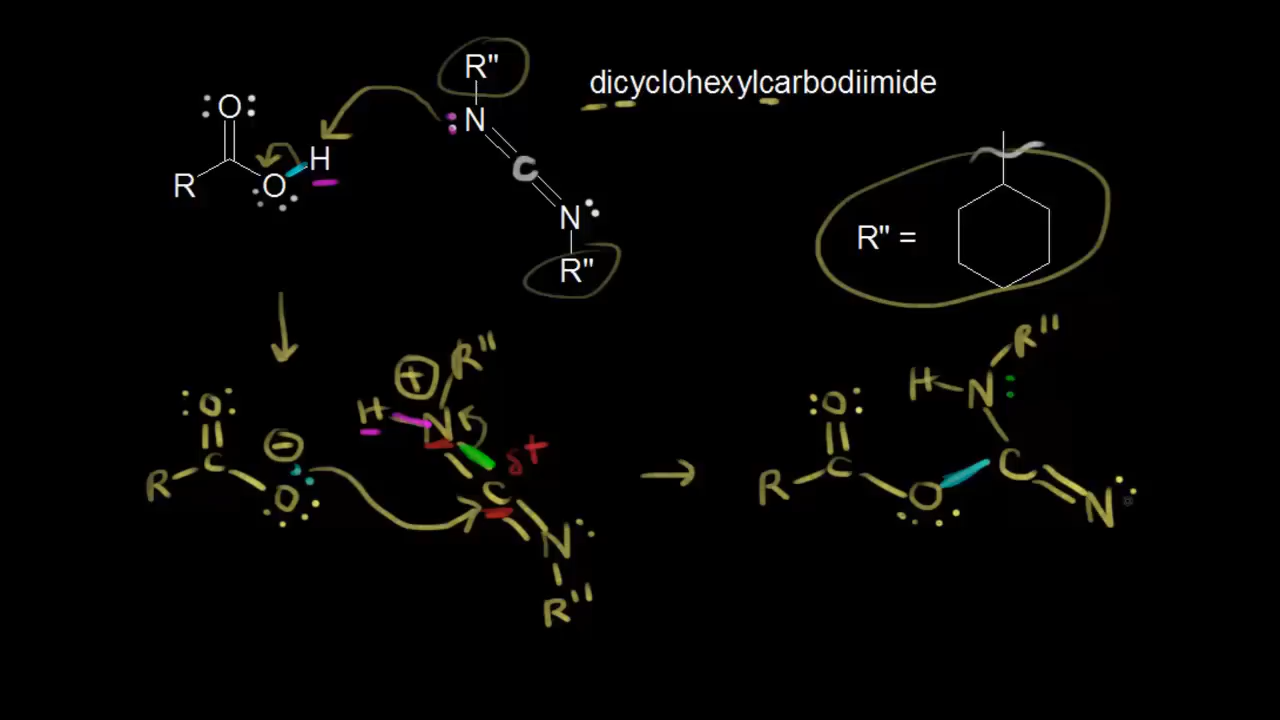 R"
dicyclohexylcarbodiimide
:O:
:N
H
C
R
O
N:
R" =
R"
R"
+
R"
H
N
:O:
−
R
C
O
δ+
C
N
R"
R"
H-N:
:O:
R
C
O
C
N